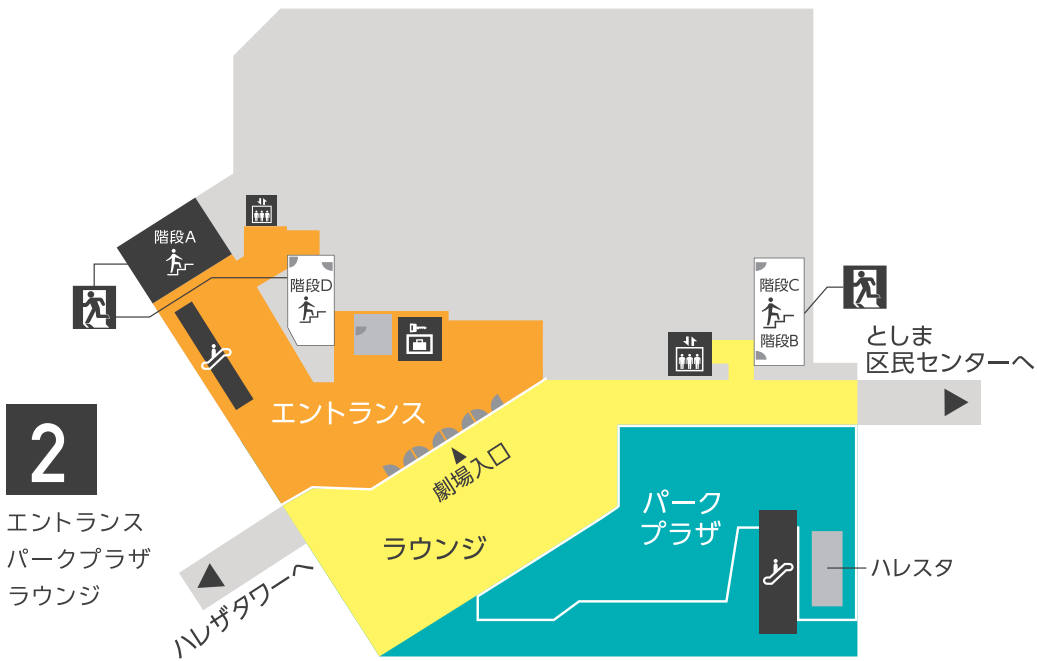 階段A
階段D
階段C
階段B
としま
区民センターへ
エントランス
劇場入口
2
エントランス
パークプラザ
ラウンジ
パーク
プラザ
ラウンジ
ハレスタ
ハレザタワーへ